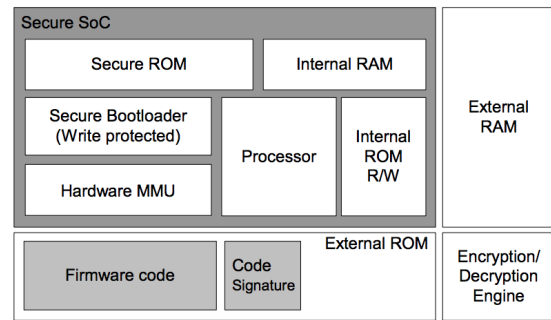 Secure SoC
Secure ROM
Internal RAM
External
RAM
Secure Bootloader
(Write protected)
Processor
Internal
ROM
R/W
Hardware MMU
External ROM
Firmware code
Code
Signature
Encryption/
Decryption
Engine